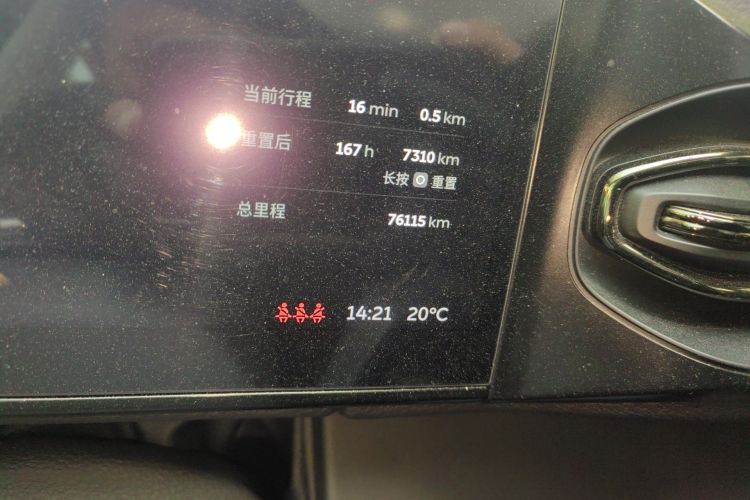 当前行程 16 min 0.5 km
重置后 167 h 7310 km
长按 重置
总里程 76115 km
14:21 20°C